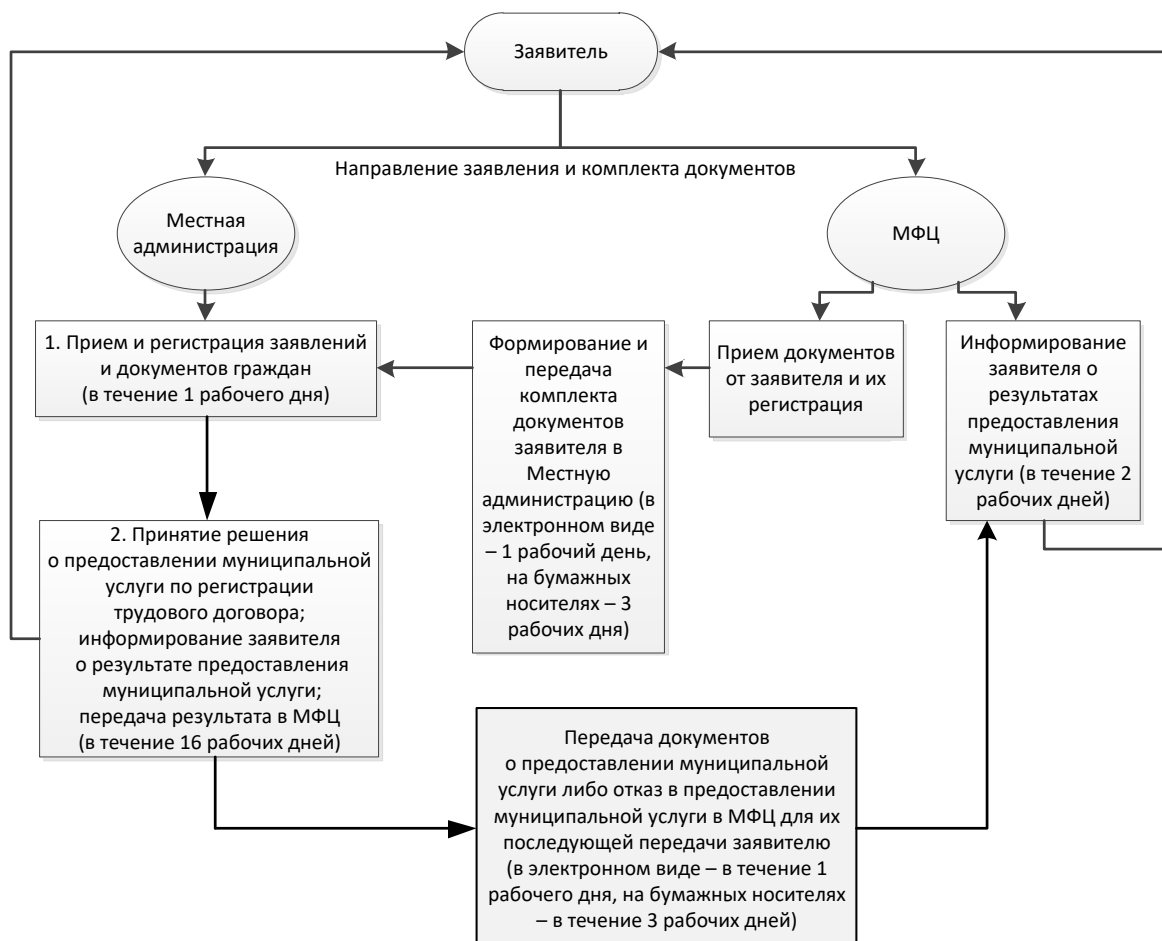 Заявитель
Направление заявления и комплекта документов
Местная
администрация
МФЦ
1. Прием и регистрация заявлений
и документов граждан
(в течение 1 рабочего дня)
Формирование и
передача
комплекта
документов
заявителя в
Местную
администрацию (в
электронном виде
– 1 рабочий день,
на бумажных
носителях – 3
рабочих дня)
Прием документов
от заявителя и их
регистрация
Информирование
заявителя о
результатах
предоставления
муниципальной
услуги (в течение 2
рабочих дней)
2. Принятие решения
о предоставлении муниципальной
услуги по регистрации
трудового договора;
информирование заявителя
о результате предоставления
муниципальной услуги;
передача результата в МФЦ
(в течение 16 рабочих дней)
Передача документов
о предоставлении муниципальной
услуги либо отказ в предоставлении
муниципальной услуги в МФЦ для их
последующей передачи заявителю
(в электронном виде – в течение 1
рабочего дня, на бумажных носителях
– в течение 3 рабочих дней)